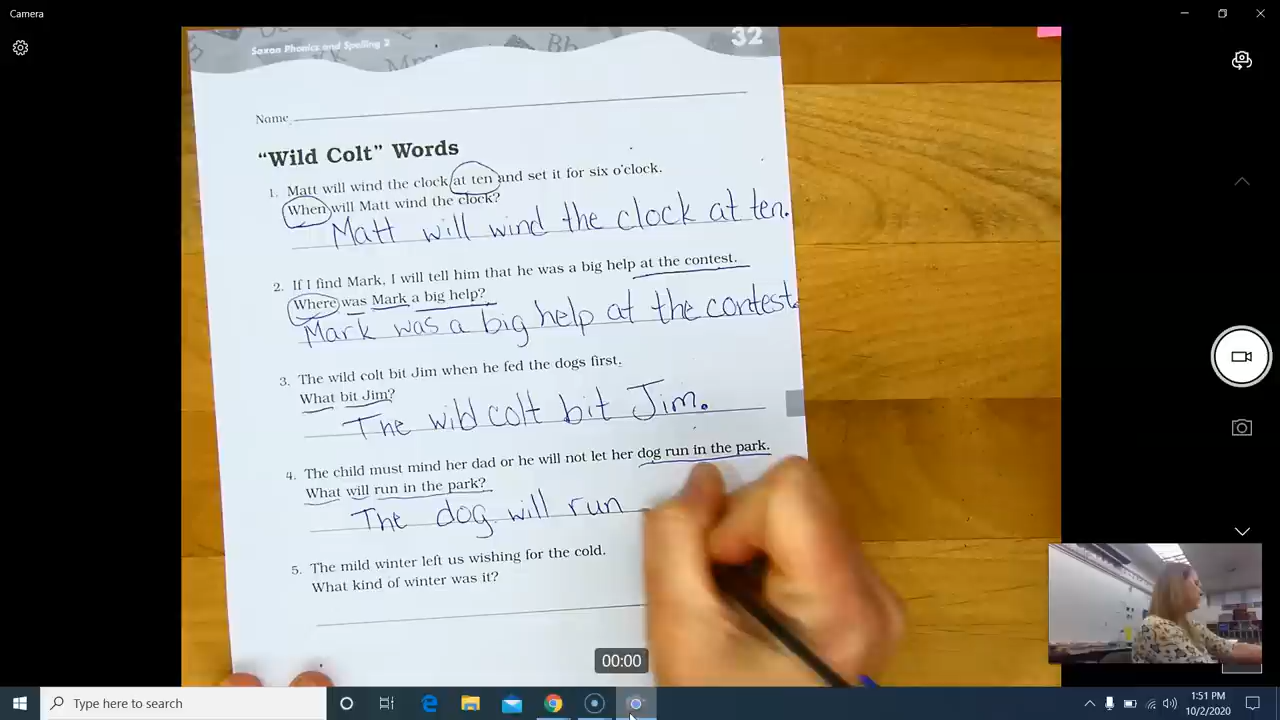 Camera
Saxon Phonics and Spelling 2
32
Bb
Name
"Wild Colt" Words
1. Matt will wind the clock at ten and set it for six o'clock.
When will Matt wind the clock?
Matt will wind the clock at ten.
2. If I find Mark, I will tell him that he was a big help at the contest.
Where was Mark a big help?
Mark was a big help at the contest.
3. The wild colt bit Jim when he fed the dogs first.
What bit Jim?
The wild colt bit Jim.
4. The child must mind her dad or he will not let her dog run in the park.
What will run in the park?
The dog will run
5. The mild winter left us wishing for the cold.
What kind of winter was it?
00:00
Type here to search
1:51 PM
10/2/2020